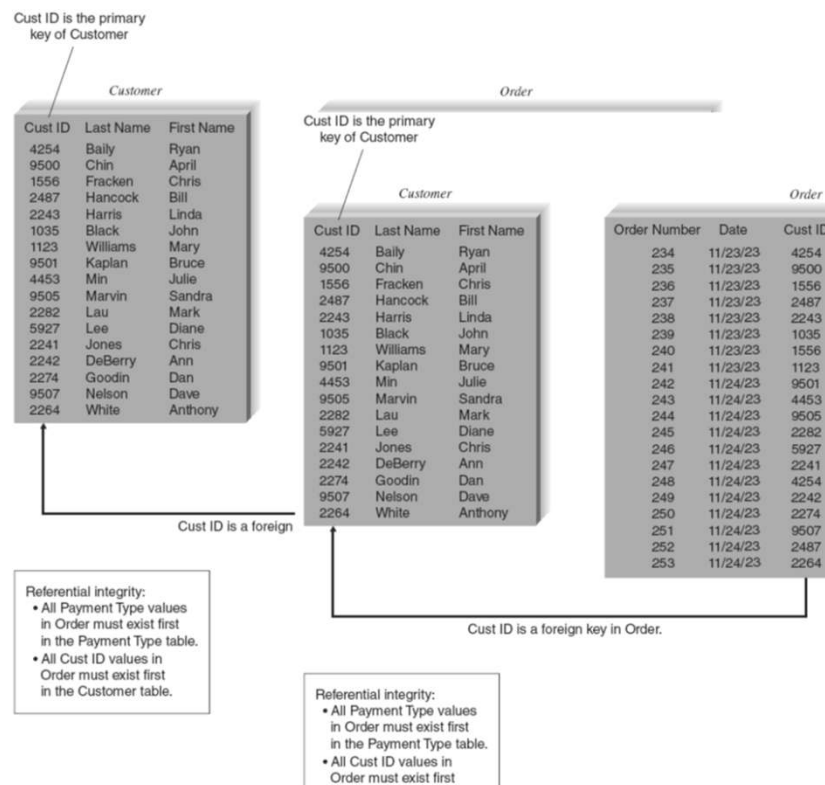 Cust ID is the primary
key of Customer
Customer
Cust ID Last Name First Name
4254 Baily Ryan
9500 Chin April
1556 Fracken Chris
2487 Hancock Bill
2243 Harris Linda
1035 Black John
1123 Williams Mary
9501 Kaplan Bruce
4453 Min Julie
9505 Marvin Sandra
2282 Lau Mark
5927 Lee Diane
2241 Jones Chris
2242 DeBerry Ann
2274 Goodin Dan
9507 Nelson Dave
2264 White Anthony
Cust ID is a foreign
Referential integrity:
• All Payment Type values
in Order must exist first
in the Payment Type table.
• All Cust ID values in
Order must exist first
in the Customer table.
Order
Cust ID is the primary
key of Customer
Customer
Cust ID Last Name First Name
4254 Baily Ryan
9500 Chin April
1556 Fracken Chris
2487 Hancock Bill
2243 Harris Linda
1035 Black John
1123 Williams Mary
9501 Kaplan Bruce
4453 Min Julie
9505 Marvin Sandra
2282 Lau Mark
5927 Lee Diane
2241 Jones Chris
2242 DeBerry Ann
2274 Goodin Dan
9507 Nelson Dave
2264 White Anthony
Order
Order Number Date Cust ID
234 11/23/23 4254
235 11/23/23 9500
236 11/23/23 1556
237 11/23/23 2487
238 11/23/23 2243
239 11/23/23 1035
240 11/23/23 1556
241 11/23/23 1123
242 11/24/23 9501
243 11/24/23 4453
244 11/24/23 9505
245 11/24/23 2282
246 11/24/23 5927
247 11/24/23 2241
248 11/24/23 4254
249 11/24/23 2242
250 11/24/23 2274
251 11/24/23 9507
252 11/24/23 2487
253 11/24/23 2264
Cust ID is a foreign key in Order.
Referential integrity:
• All Payment Type values
in Order must exist first
in the Payment Type table.
• All Cust ID values in
Order must exist first